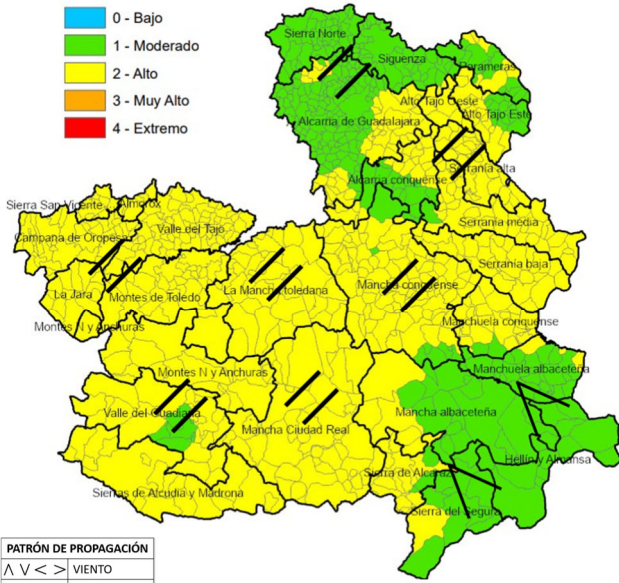 0 - Bajo
1 - Moderado
2 - Alto
3 - Muy Alto
4 - Extremo
Sierra Norte
Siguenza
Parameras
Alto Tajo Oeste
Alto Tajo Este
Alcarria de Guadalajara
Serranía alta
Alcarria conquense
Sierra San Vicente
Almorox
Campana de Oropesa
Valle del Tajo
Serranía media
Serranía baja
La Jara
Montes de Toledo
La Mancha toledana
Mancha conquense
Montes N y Anchuras
Manchuela conquense
Montes N y Anchuras
Manchuela albaceteña
Valle del Guadiana
Mancha Ciudad Real
Mancha albaceteña
Hellín y Almansa
Sierra de Alcaraz
Sierras de Alcudia y Madrona
Sierra del Segura
PATRÓN DE PROPAGACIÓN
Λ V < > VIENTO